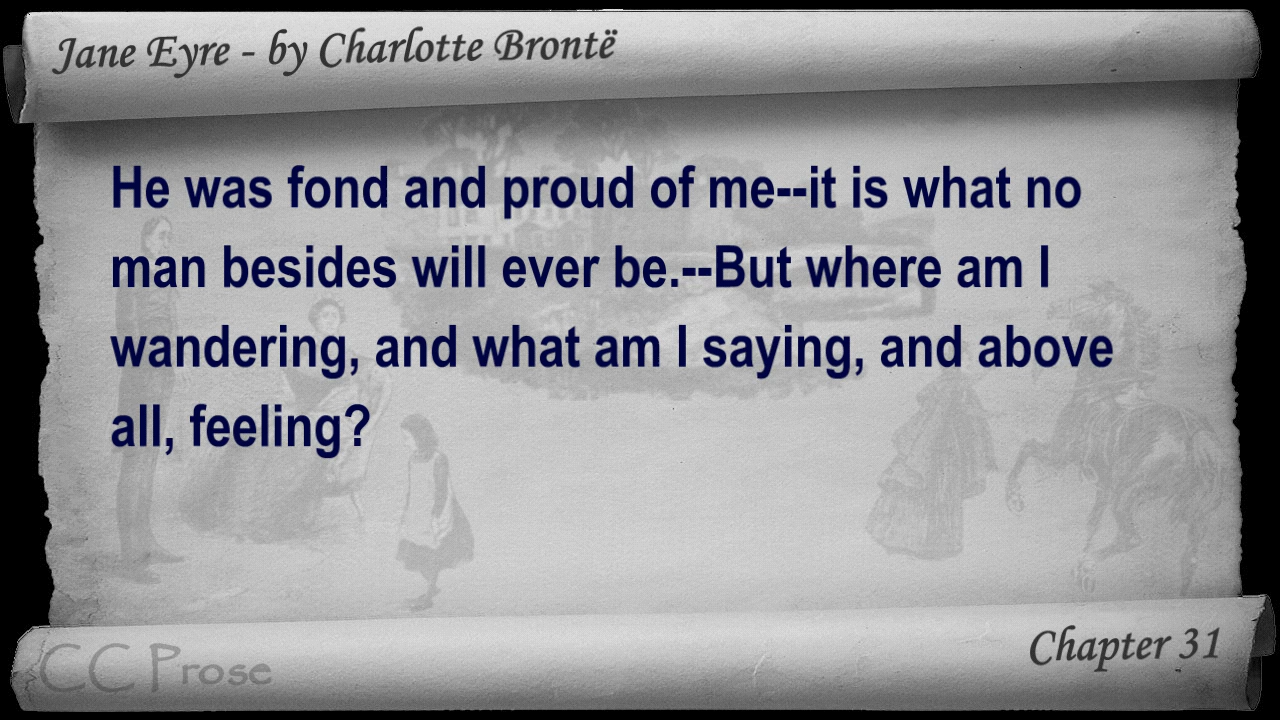 Jane Eyre - by Charlotte Brontë
He was fond and proud of me--it is what no
man besides will ever be.--But where am I
wandering, and what am I saying, and above
all, feeling?
Chapter 31
CC Prose